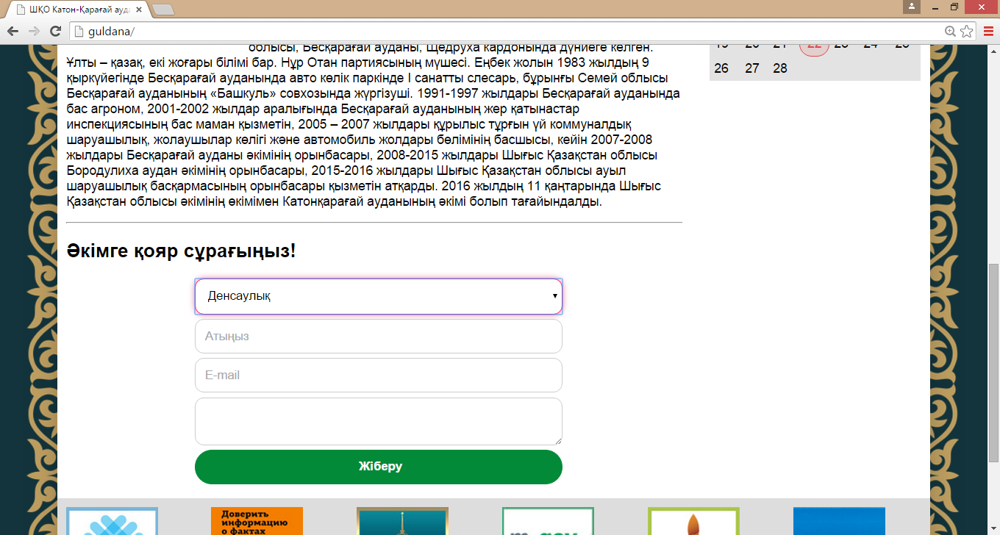 ШҚО Катон-Қарағай ауда
guldana/
облысы, Бесқарағай ауданы, Щедруха кардонында дүниеге келген.
Ұлты – қазақ, екі жоғары білімі бар. Нұр Отан партиясының мүшесі. Еңбек жолын 1983 жылдың 9
қыркүйегінде Бесқарағай ауданында авто көлік паркінде I санатты слесарь, бұрынғы Семей облысы
Бесқарағай ауданының «Башкуль» совхозында жүргізуші. 1991-1997 жылдары Бесқарағай ауданында
бас агроном, 2001-2002 жылдар аралығында Бесқарағай ауданының жер қатынастар
инспекциясының бас маман қызметін, 2005 – 2007 жылдары құрылыс тұрғын үй коммуналдық
шаруашылық, жолаушылар көлігі және автомобиль жолдары бөлімінің басшысы, кейін 2007-2008
жылдары Бесқарағай ауданы әкімінің орынбасары, 2008-2015 жылдары Шығыс Қазақстан облысы
Бородулиха аудан әкімінің орынбасары, 2015-2016 жылдары Шығыс Қазақстан облысы ауыл
шаруашылық басқармасының орынбасары қызметін атқарды. 2016 жылдың 11 қаңтарында Шығыс
Қазақстан облысы әкімінің өкімімен Катонқарағай ауданының әкімі болып тағайындалды.
19 20 21 22 23 24 25
26 27 28
Әкімге қояр сұрағыңыз!
Денсаулық
Атыңыз
E-mail
Жіберу
Доверить
информацию
о фактах